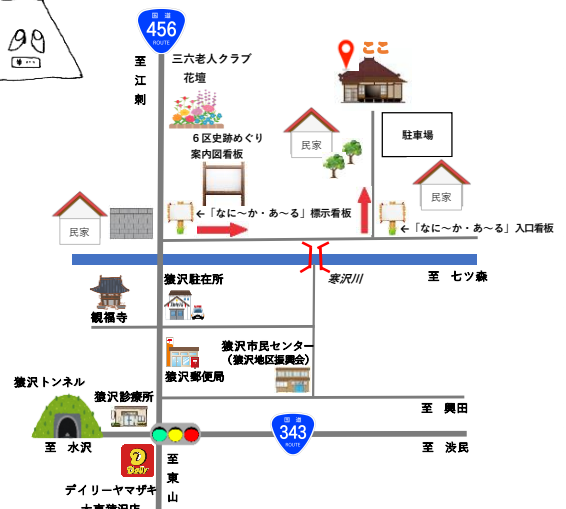 国道
456
ROUTE
至江刺
三六老人クラブ
花壇
ここ
6区史跡めぐり
案内図看板
民家
駐車場
民家
民家
←「なに～か・あ～る」標示看板
←「なに～か・あ～る」入口看板
寒沢川
至 七ツ森
猿沢駐在所
観福寺
猿沢市民センター
（猿沢地区振興会）
猿沢郵便局
猿沢トンネル
猿沢診療所
至 興田
国道
343
ROUTE
至 水沢
至 渋民
至東山
Daily
デイリーヤマザキ
大東猿沢店